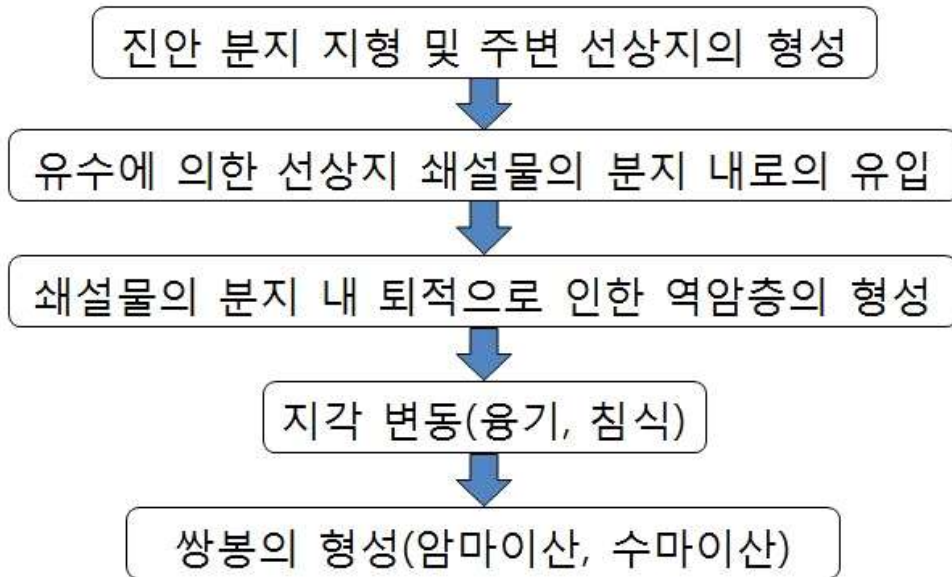 진안 분지 지형 및 주변 선상지의 형성
유수에 의한 선상지 쇄설물의 분지 내로의 유입
쇄설물의 분지 내 퇴적으로 인한 역암층의 형성
지각 변동(융기, 침식)
쌍봉의 형성(암마이산, 수마이산)